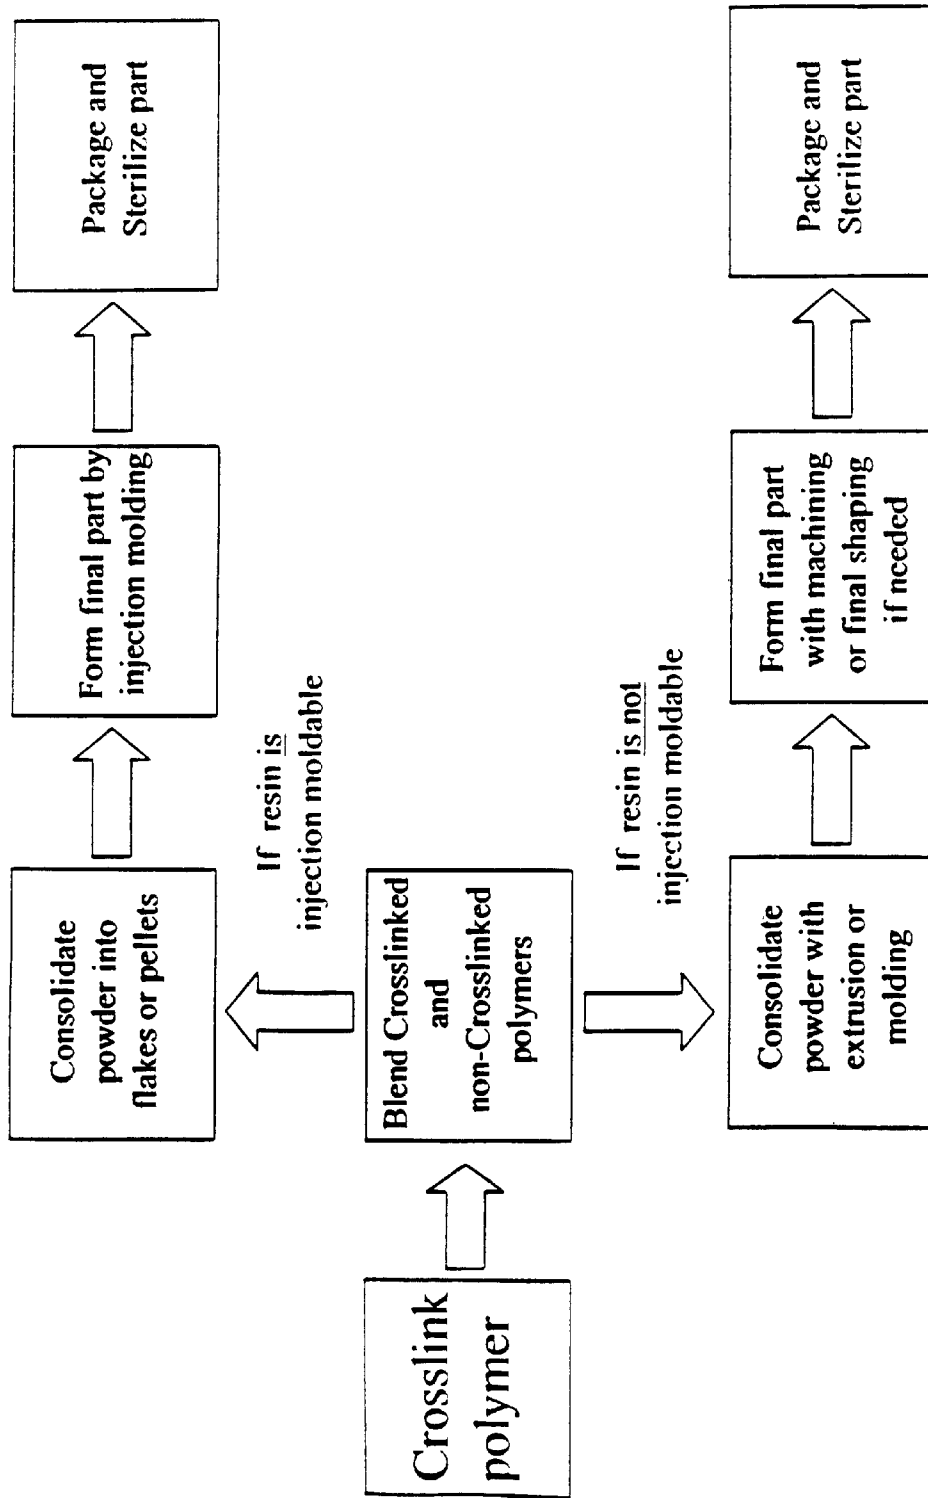 Crosslink
polymer
Blend Crosslinked
and
non-Crosslinked
polymers
If resin is
injection moldable
Consolidate
powder into
flakes or pellets
Form final part by
injection molding
Package and
Sterilize part
If resin is not
injection moldable
Consolidate
powder with
extrusion or
molding
Form final part
with machining
or final shaping
if needed
Package and
Sterilize part